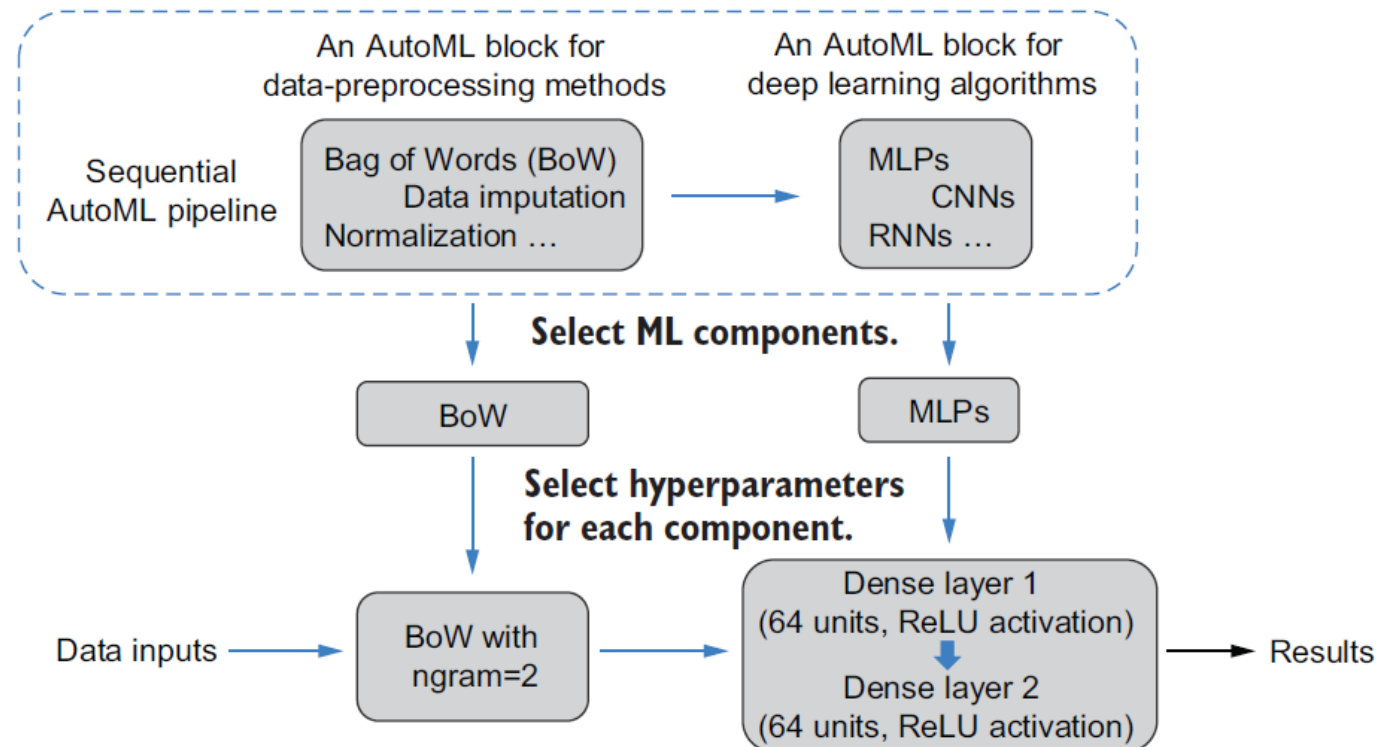 An AutoML block for
data-preprocessing methods
An AutoML block for
deep learning algorithms
Sequential
AutoML pipeline
Bag of Words (BoW)
Data imputation
Normalization …
MLPs
CNNs
RNNs …
Select ML components.
BoW
MLPs
Select hyperparameters
for each component.
Data inputs
BoW with
ngram=2
Dense layer 1
(64 units, ReLU activation)
Dense layer 2
(64 units, ReLU activation)
Results